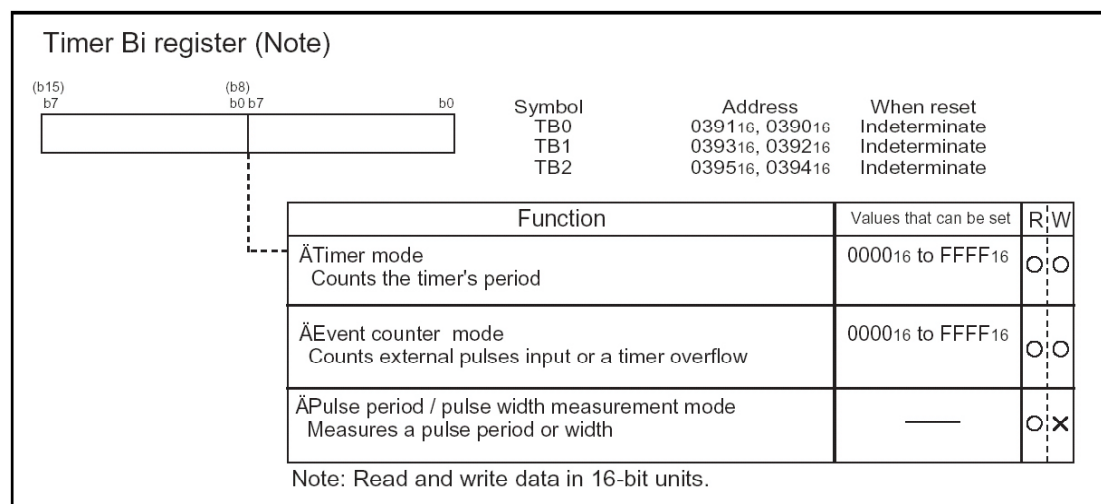 Timer Bi register (Note)
(b15) (b8)
b7 b0 b7 b0
Symbol Address When reset
TB0 039116, 039016 Indeterminate
TB1 039316, 039216 Indeterminate
TB2 039516, 039416 Indeterminate
Function Values that can be set R W
ÄTimer mode 000016 to FFFF16
Counts the timer's period
ÄEvent counter mode 000016 to FFFF16
Counts external pulses input or a timer overflow
ÄPulse period / pulse width measurement mode
Measures a pulse period or width
Note: Read and write data in 16-bit units.